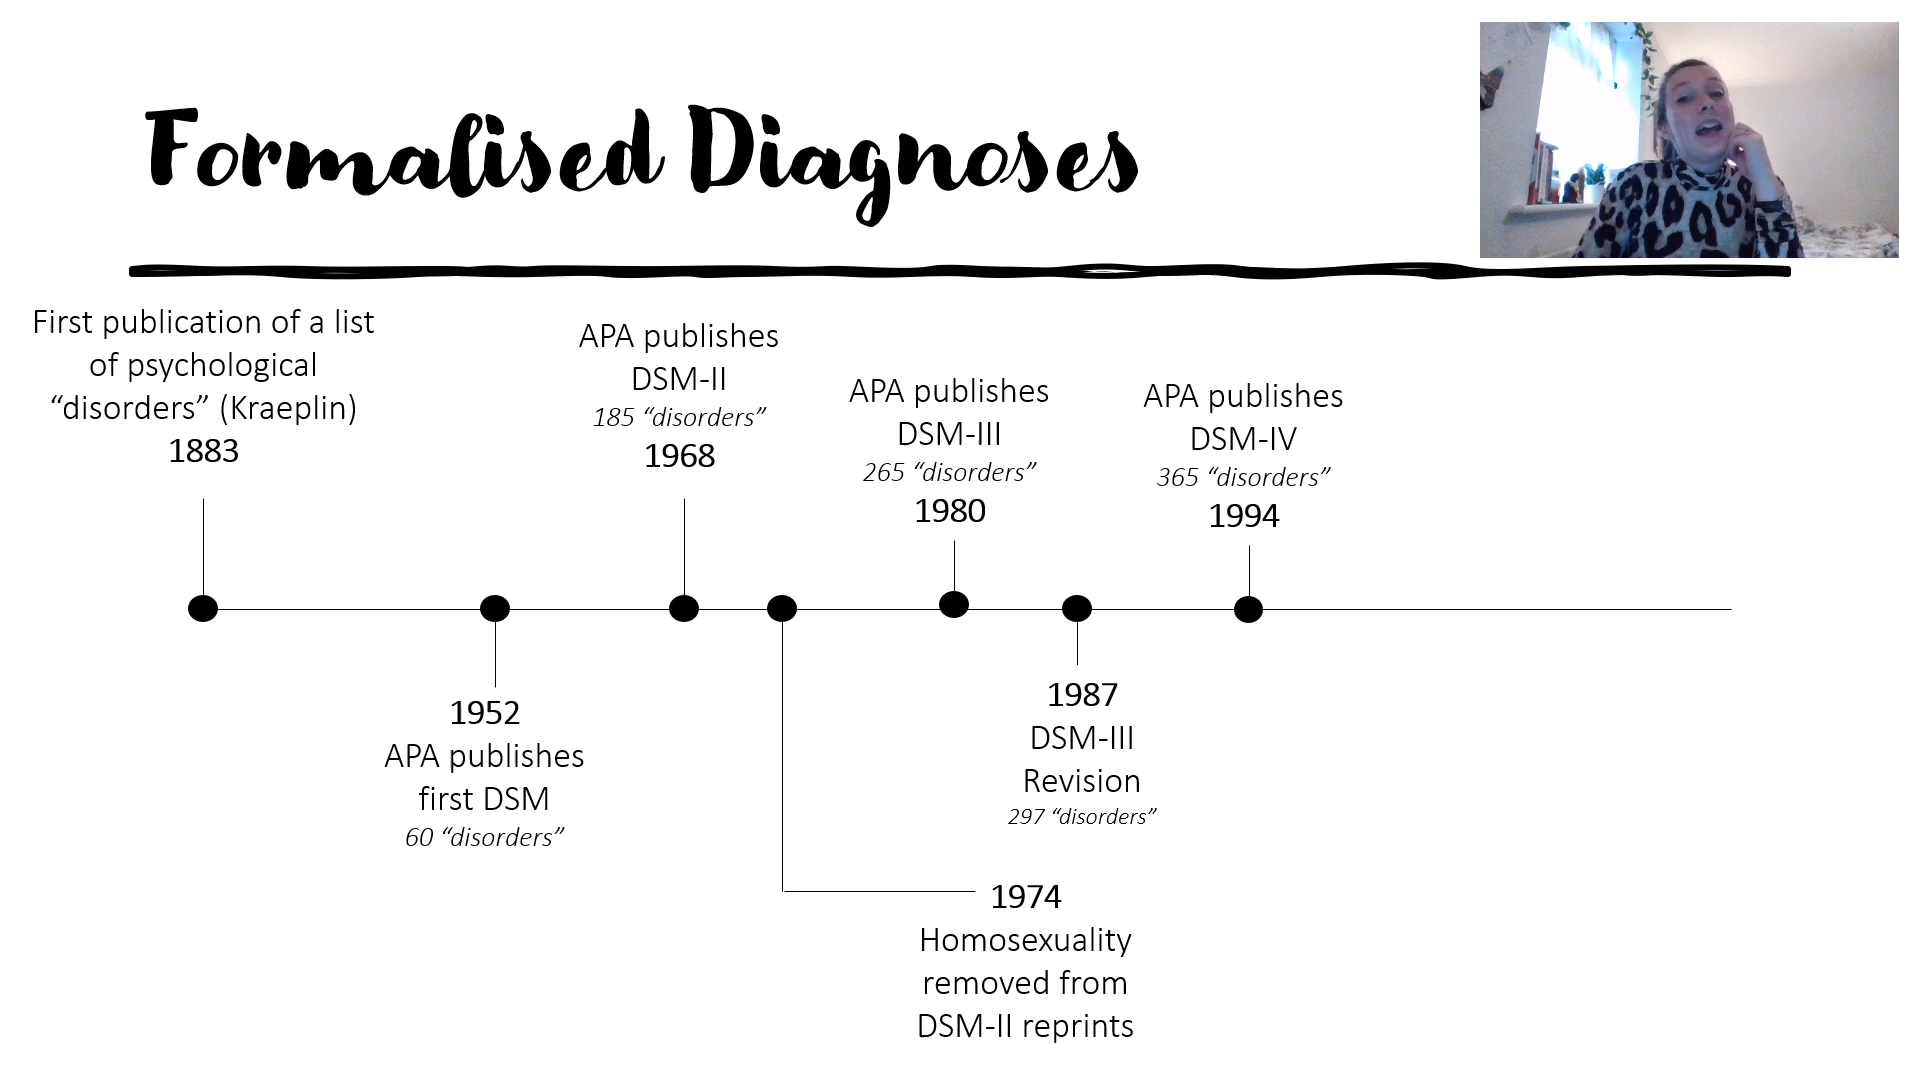 Formalised Diagnoses
First publication of a list
of psychological
“disorders” (Kraeplin)
1883
APA publishes
DSM-II
185 “disorders”
1968
APA publishes
DSM-III
265 “disorders”
1980
APA publishes
DSM-IV
365 “disorders”
1994
1952
APA publishes
first DSM
60 “disorders”
1987
DSM-III
Revision
297 “disorders”
1974
Homosexuality
removed from
DSM-II reprints